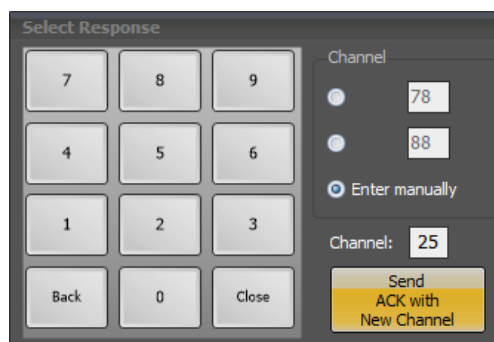 Select Response
7 8 9
4 5 6
1 2 3
Back 0 Close
Channel
78
88
Enter manually
Channel: 25
Send
ACK with
New Channel